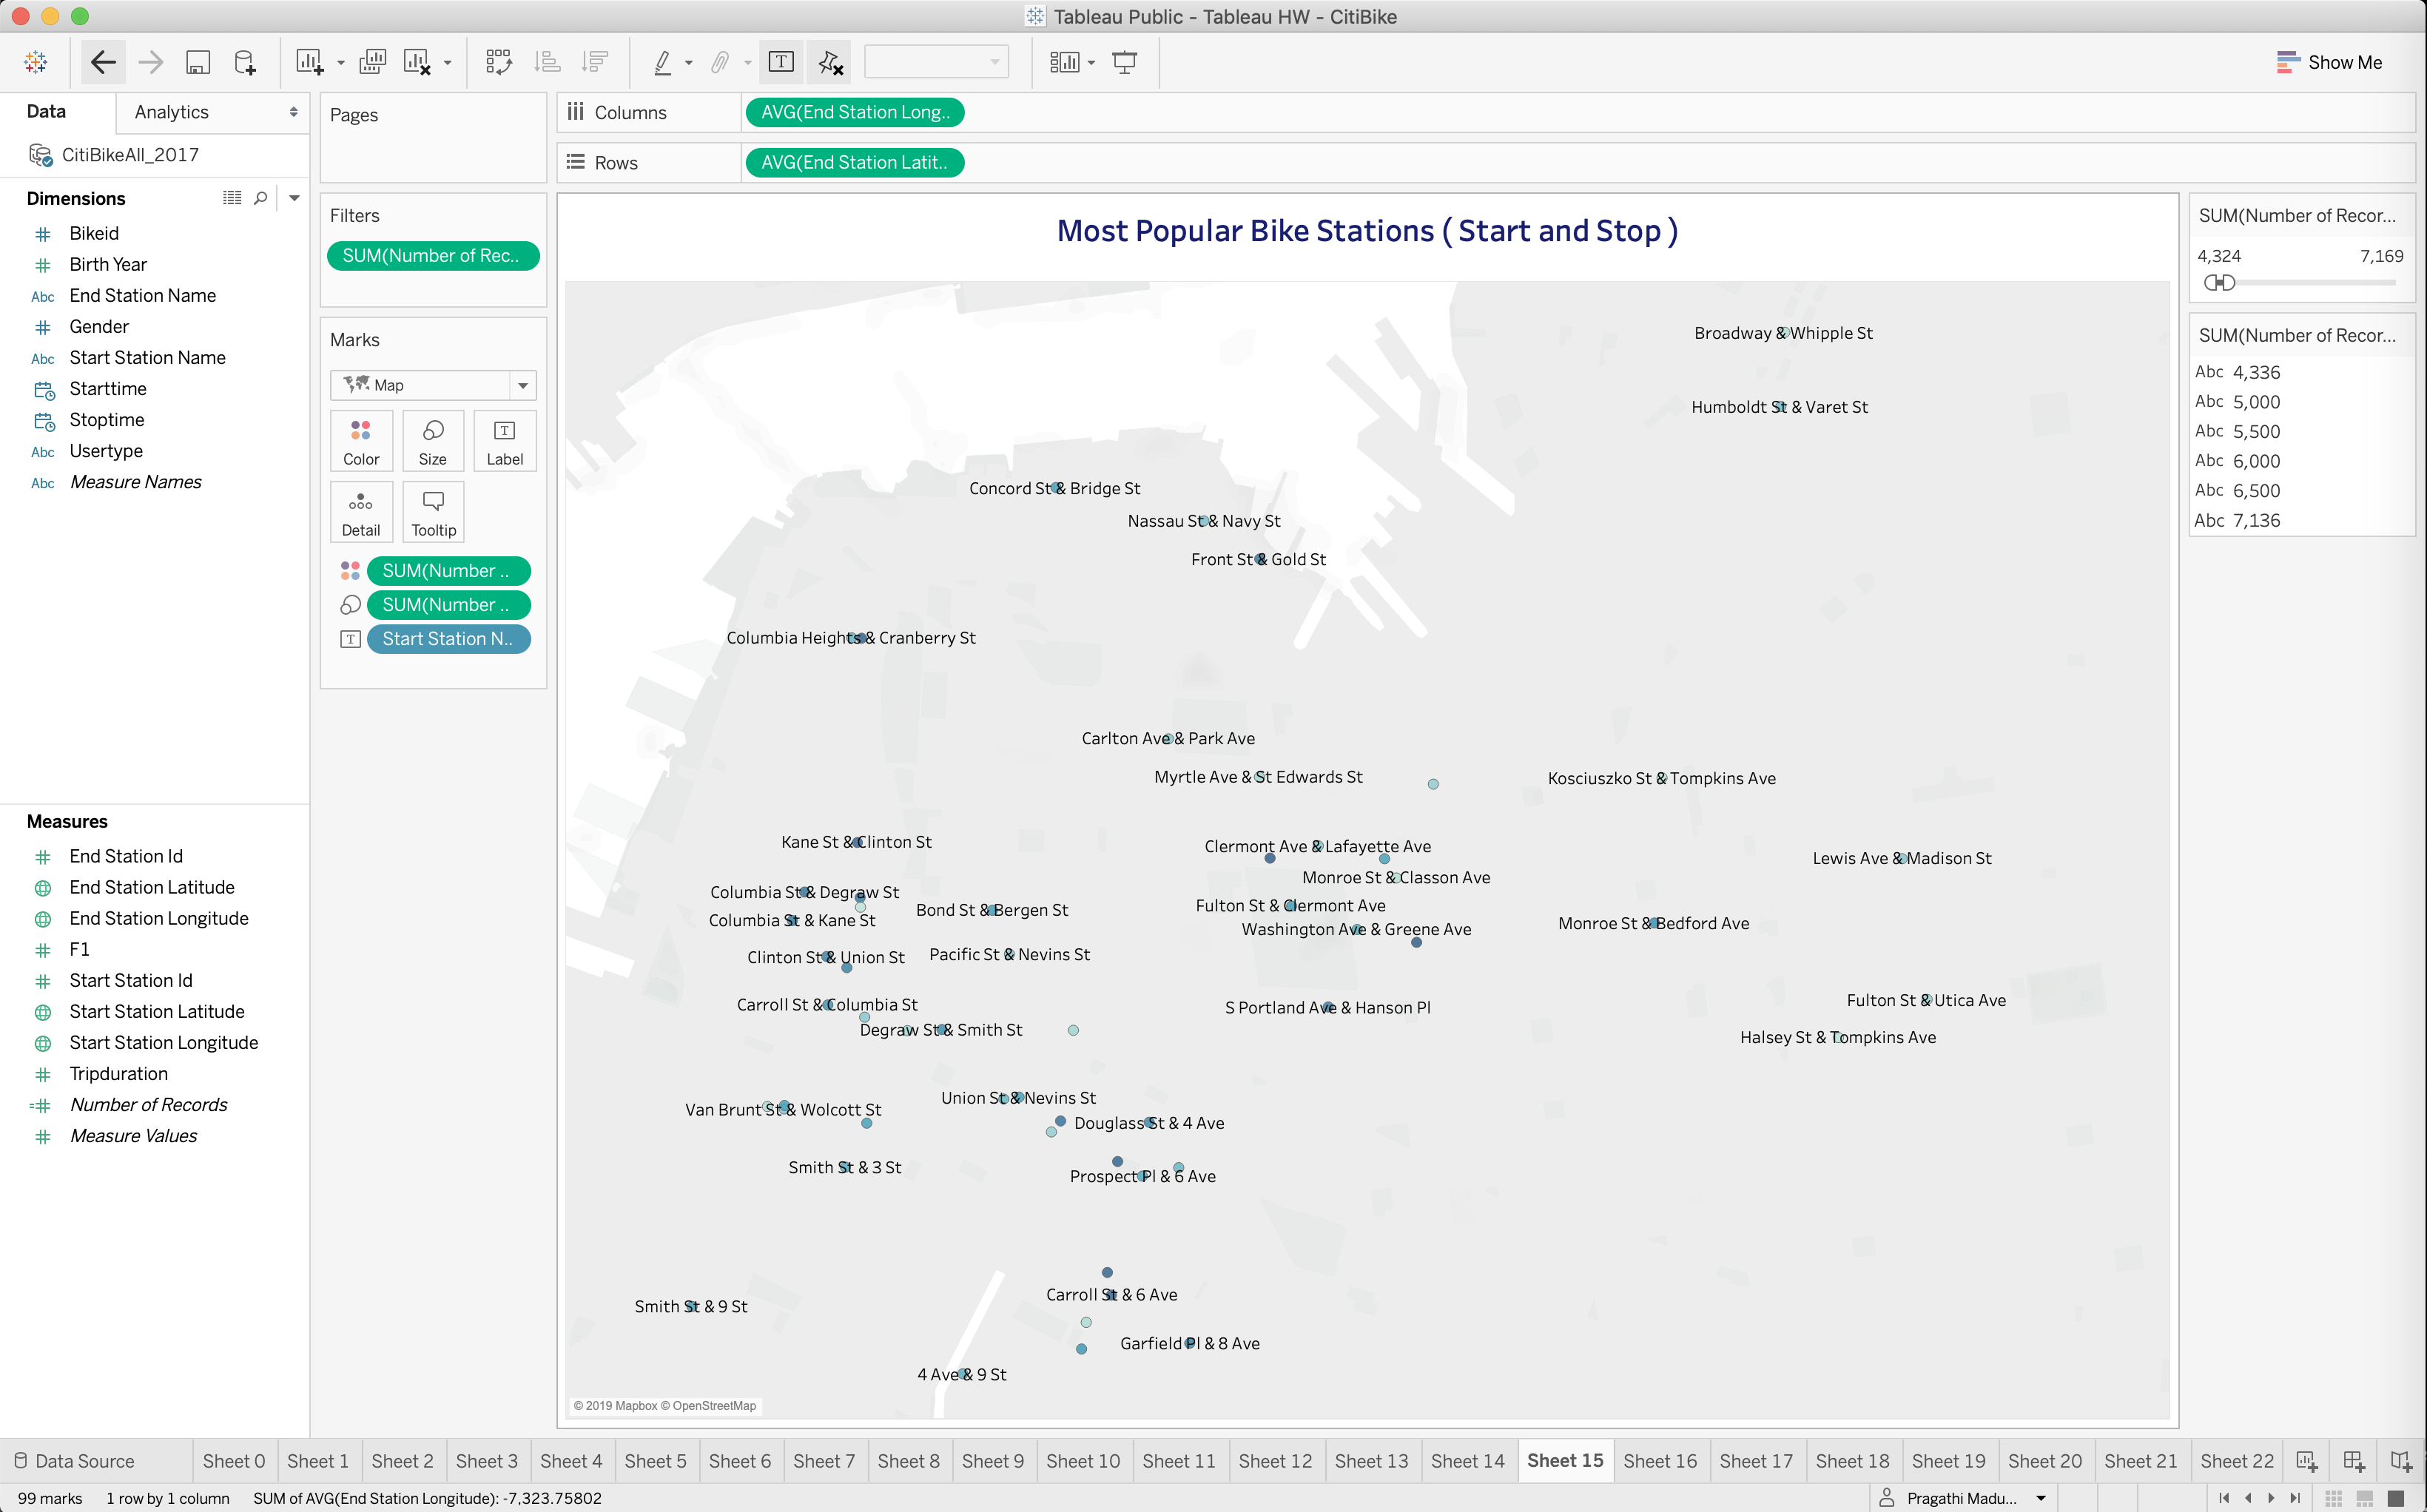 Tableau Public - Tableau HW - CitiBike
Show Me
Data
Analytics
CitiBikeAll_2017
Dimensions
# Bikeid
# Birth Year
Abc End Station Name
# Gender
Abc Start Station Name
Starttime
Stoptime
Abc Usertype
Abc Measure Names
Measures
# End Station Id
End Station Latitude
End Station Longitude
# F1
# Start Station Id
Start Station Latitude
Start Station Longitude
# Tripduration
=# Number of Records
# Measure Values
Pages
Filters
SUM(Number of Rec..
Marks
Map
Color
Size
T
Label
Detail
Tooltip
SUM(Number ..
SUM(Number ..
T Start Station N..
Columns
AVG(End Station Long..
Rows
AVG(End Station Latit..
Most Popular Bike Stations ( Start and Stop )
Broadway & Whipple St
Humboldt St & Varet St
Concord St & Bridge St
Nassau St & Navy St
Front St & Gold St
Columbia Heights & Cranberry St
Carlton Ave & Park Ave
Myrtle Ave & St Edwards St
Kosciuszko St & Tompkins Ave
Kane St & Clinton St
Clermont Ave & Lafayette Ave
Lewis Ave & Madison St
Monroe St & Classon Ave
Columbia St & Degraw St
Fulton St & Clermont Ave
Bond St & Bergen St
Columbia St & Kane St
Monroe St & Bedford Ave
Washington Ave & Greene Ave
Pacific St & Nevins St
Clinton St & Union St
Fulton St & Utica Ave
Carroll St & Columbia St
S Portland Ave & Hanson Pl
Degraw St & Smith St
Halsey St & Tompkins Ave
Union St & Nevins St
Van Brunt St & Wolcott St
Douglass St & 4 Ave
Smith St & 3 St
Prospect Pl & 6 Ave
Carroll St & 6 Ave
Smith St & 9 St
Garfield Pl & 8 Ave
4 Ave & 9 St
© 2019 Mapbox © OpenStreetMap
SUM(Number of Recor...
4,324 7,169
SUM(Number of Recor...
Abc 4,336
Abc 5,000
Abc 5,500
Abc 6,000
Abc 6,500
Abc 7,136
Data Source Sheet 0 Sheet 1 Sheet 2 Sheet 3 Sheet 4 Sheet 5 Sheet 6 Sheet 7 Sheet 8 Sheet 9 Sheet 10 Sheet 11 Sheet 12 Sheet 13 Sheet 14 Sheet 15 Sheet 16 Sheet 17 Sheet 18 Sheet 19 Sheet 20 Sheet 21 Sheet 22
99 marks 1 row by 1 column SUM of AVG(End Station Longitude): -7,323.75802 Pragathi Madu...